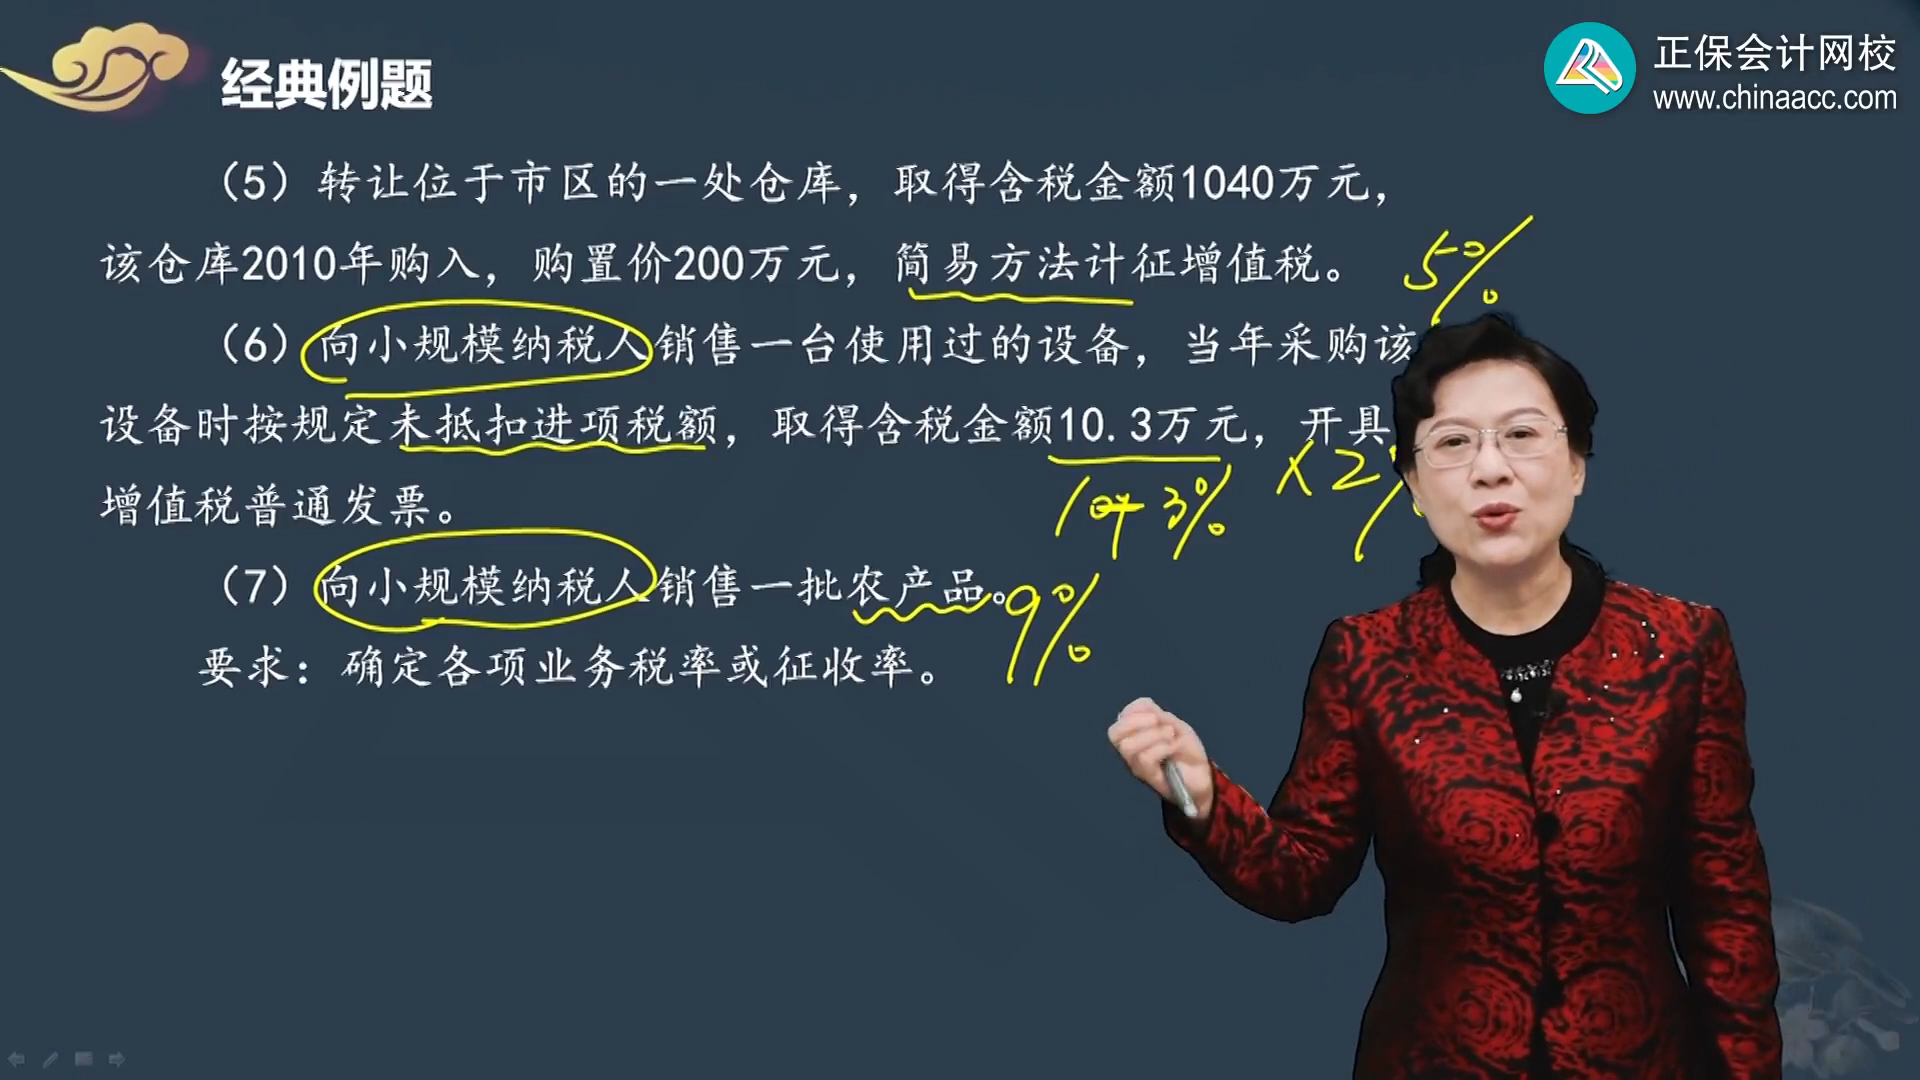 经典例题
正保会计网校
www.chinaacc.com
（5）转让位于市区的一处仓库，取得含税金额1040万元，
该仓库2010年购入，购置价200万元，简易方法计征增值税。
5%
（6）向小规模纳税人销售一台使用过的设备，当年采购该
设备时按规定未抵扣进项税额，取得含税金额10.3万元，开具
1+3% ×2%
增值税普通发票。
（7）向小规模纳税人销售一批农产品。
9%
要求：确定各项业务税率或征收率。